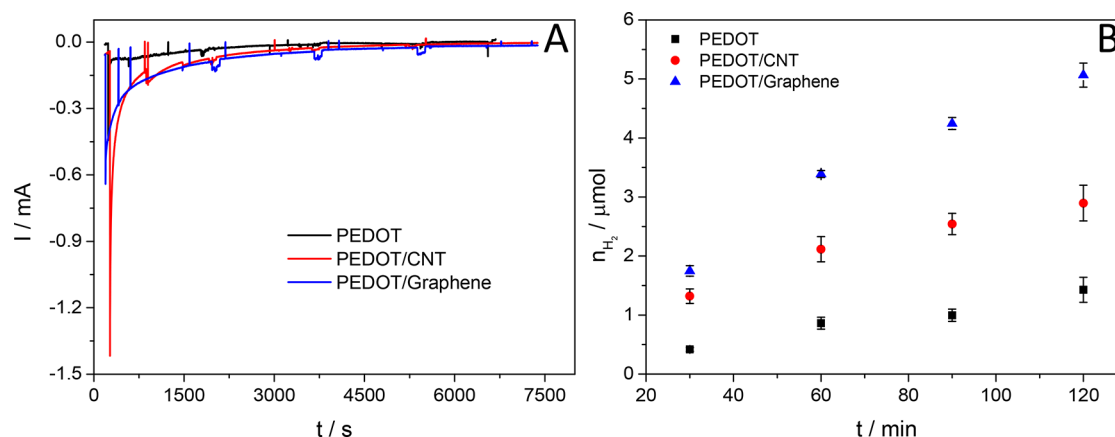 A
0.0
-0.3
-0.6
-0.9
-1.2
-1.5
I / mA
PEDOT
PEDOT/CNT
PEDOT/Graphene
0 1500 3000 4500 6000 7500
t / s
B
6
5
4
3
2
1
0
n_H₂ / μmol
PEDOT
PEDOT/CNT
PEDOT/Graphene
20 40 60 80 100 120
t / min